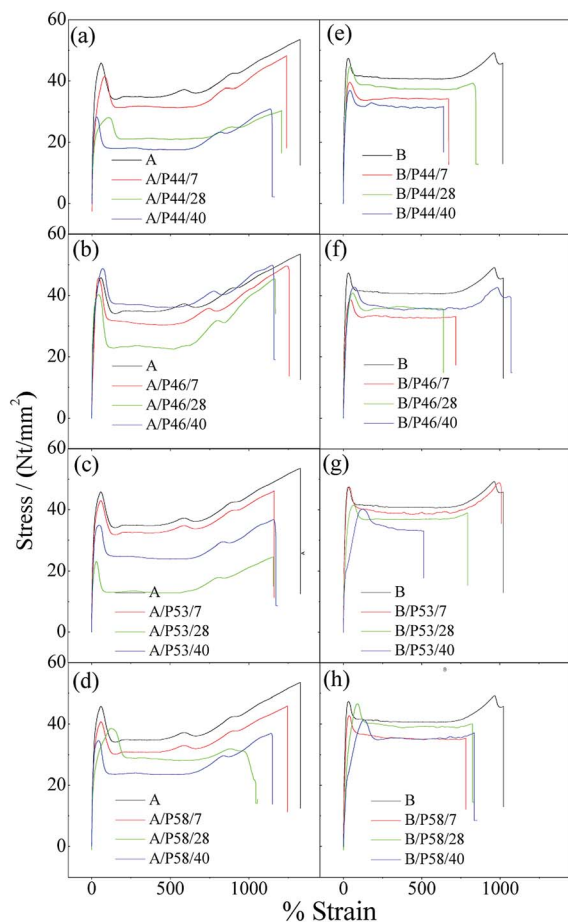 60
(a)
(e)
40
20
A
A/P44/7
A/P44/28
A/P44/40
B
B/P44/7
B/P44/28
B/P44/40
0
60
(b)
(f)
40
20
A
A/P46/7
A/P46/28
A/P46/40
B
B/P46/7
B/P46/28
B/P46/40
0
Stress / (Nt/mm²)
60
(c)
(g)
40
20
A
A/P53/7
A/P53/28
A/P53/40
B
B/P53/7
B/P53/28
B/P53/40
0
60
(d)
(h)
40
20
A
A/P58/7
A/P58/28
A/P58/40
B
B/P58/7
B/P58/28
B/P58/40
0
0 500 1000 0 500 1000
% Strain